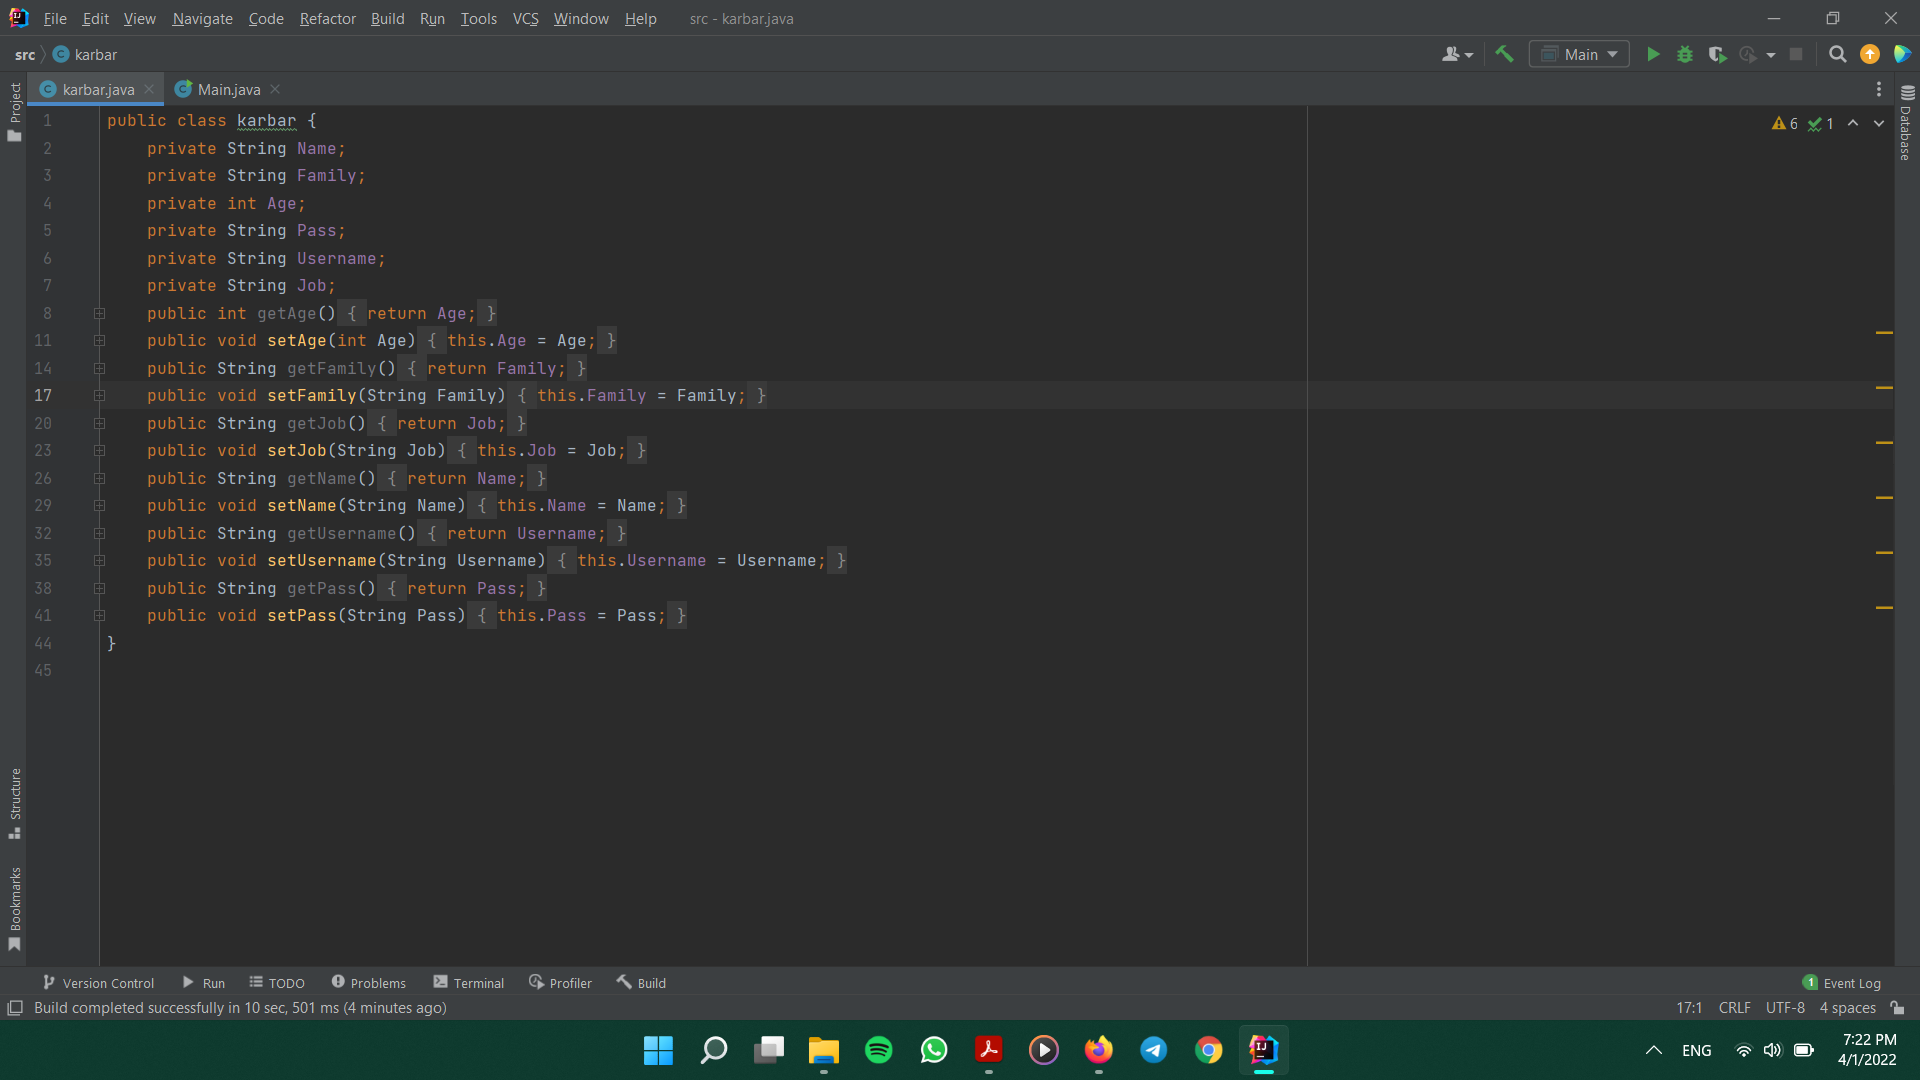 File Edit View Navigate Code Refactor Build Run Tools VCS Window Help src - karbar.java
src karbar Main
karbar.java Main.java
Project
Database
6 1
1 public class karbar {
2 private String Name;
3 private String Family;
4 private int Age;
5 private String Pass;
6 private String Username;
7 private String Job;
8 public int getAge() { return Age; }
11 public void setAge(int Age) { this.Age = Age; }
14 public String getFamily() { return Family; }
17 public void setFamily(String Family) { this.Family = Family; }
20 public String getJob() { return Job; }
23 public void setJob(String Job) { this.Job = Job; }
26 public String getName() { return Name; }
29 public void setName(String Name) { this.Name = Name; }
32 public String getUsername() { return Username; }
35 public void setUsername(String Username) { this.Username = Username; }
38 public String getPass() { return Pass; }
41 public void setPass(String Pass) { this.Pass = Pass; }
44 }
45
Structure
Bookmarks
Version Control Run TODO Problems Terminal Profiler Build 1 Event Log
Build completed successfully in 10 sec, 501 ms (4 minutes ago) 17:1 CRLF UTF-8 4 spaces
ENG 7:22 PM
4/1/2022